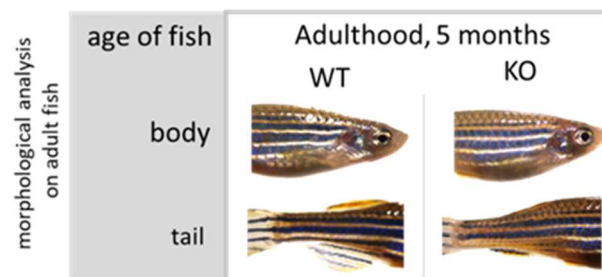 morphological analysis
on adult fish
age of fish
Adulthood, 5 months
WT
KO
body
tail